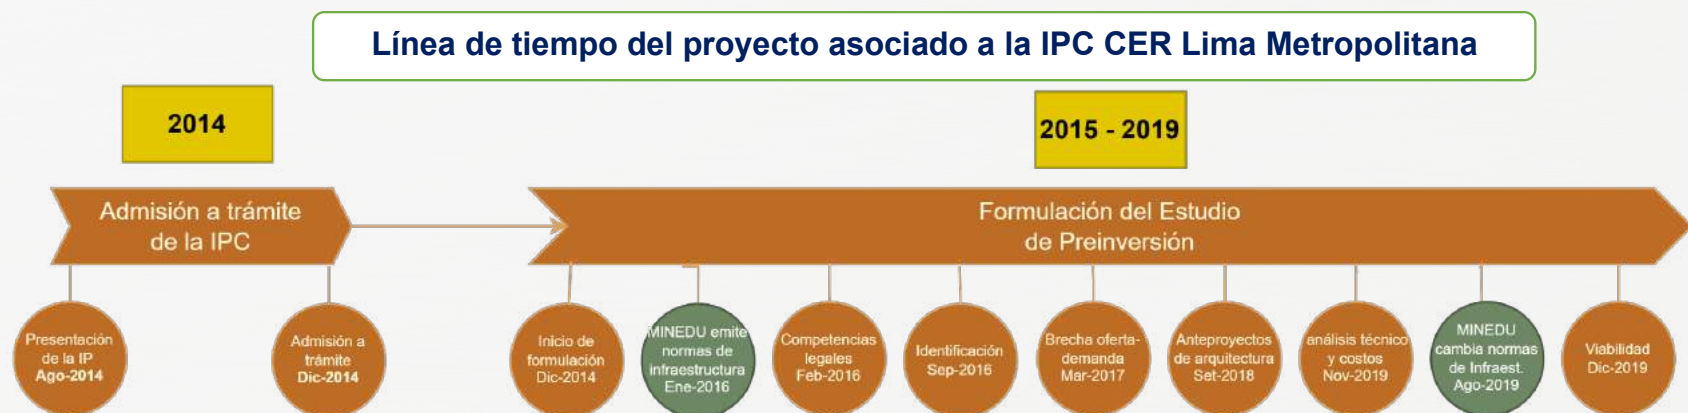 Línea de tiempo del proyecto asociado a la IPC CER Lima Metropolitana
2014
2015 - 2019
Admisión a trámite
de la IPC
Formulación del Estudio
de Preinversión
Presentación
de la IP
Ago-2014
Admisión a
trámite
Dic-2014
Inicio de
formulación
Dic-2014
MINEDU emite
normas de
infraestructura
Ene-2016
Competencias
legales
Feb-2016
Identificación
Sep-2016
Brecha oferta-
demanda
Mar-2017
Anteproyectos
de arquitectura
Set-2018
análisis técnico
y costos
Nov-2019
MINEDU
cambia normas
de Infraest.
Ago-2019
Viabilidad
Dic-2019